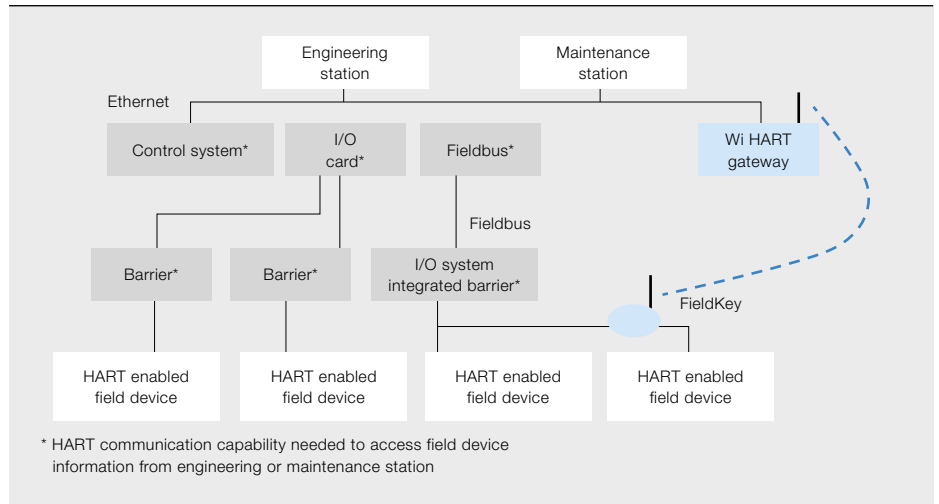 Engineering
station
Maintenance
station
Ethernet
Control system*
I/O
card*
Fieldbus*
Wi HART
gateway
Fieldbus
Barrier*
Barrier*
I/O system
integrated barrier*
FieldKey
HART enabled
field device
HART enabled
field device
HART enabled
field device
HART enabled
field device
* HART communication capability needed to access field device
information from engineering or maintenance station